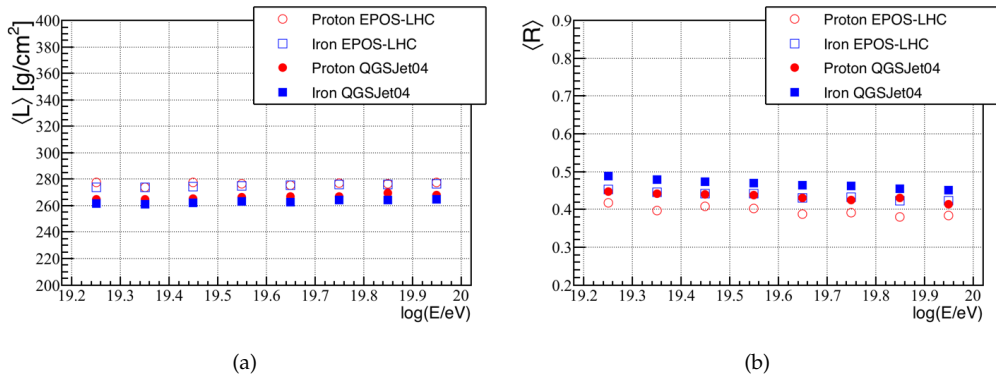 ⟨L⟩ [g/cm²]
400
380
360
340
320
300
280
260
240
220
200
19.2 19.3 19.4 19.5 19.6 19.7 19.8 19.9 20
log(E/eV)
Proton EPOS-LHC
Iron EPOS-LHC
Proton QGSJet04
Iron QGSJet04
(a)
⟨R⟩
0.9
0.8
0.7
0.6
0.5
0.4
0.3
0.2
19.2 19.3 19.4 19.5 19.6 19.7 19.8 19.9 20
log(E/eV)
Proton EPOS-LHC
Iron EPOS-LHC
Proton QGSJet04
Iron QGSJet04
(b)